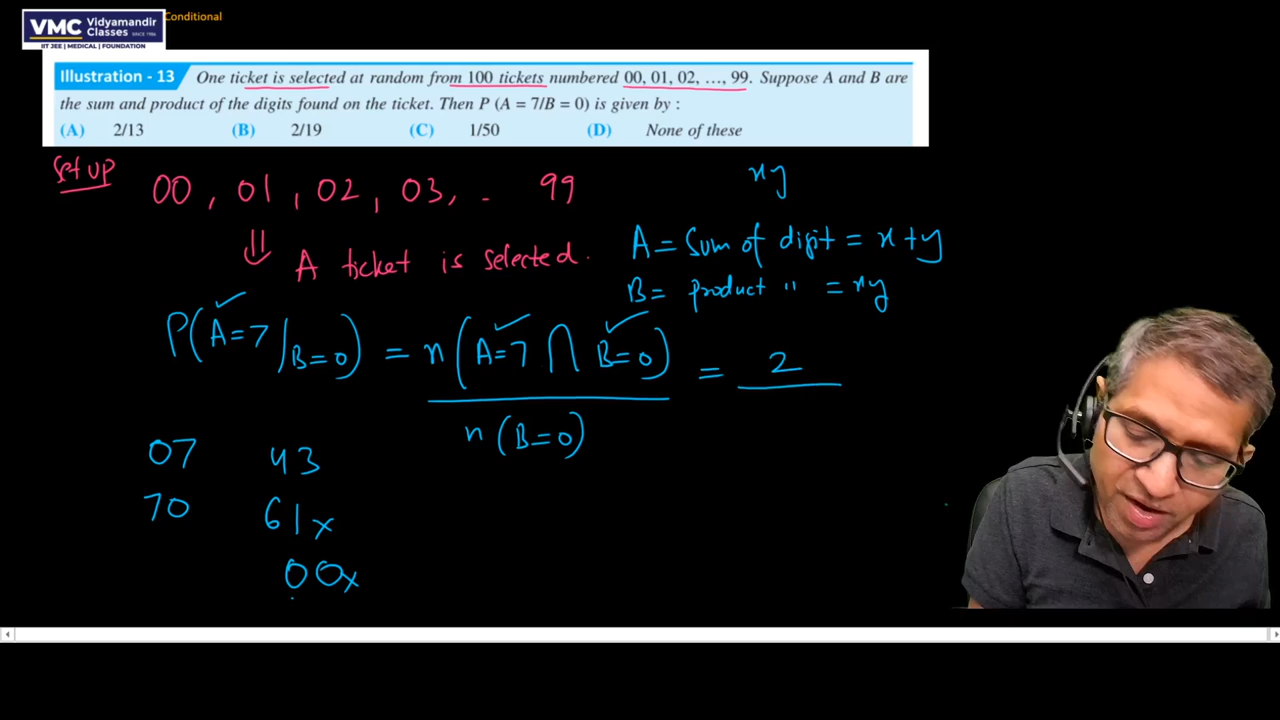 VMC Vidyamandir Classes SINCE 1986
IIT JEE | MEDICAL | FOUNDATION
Conditional
Illustration - 13 One ticket is selected at random from 100 tickets numbered 00, 01, 02, ..., 99. Suppose A and B are
the sum and product of the digits found on the ticket. Then P (A = 7/B = 0) is given by :
(A) 2/13 (B) 2/19 (C) 1/50 (D) None of these
Set up
00, 01, 02, 03, .. 99
xy
⇓ A ticket is selected.
A = Sum of digit = x+y
B = product " = xy
P(A=7/B=0) = n(A=7 ∩ B=0) / n(B=0) = 2
07 43
70 61x
00x